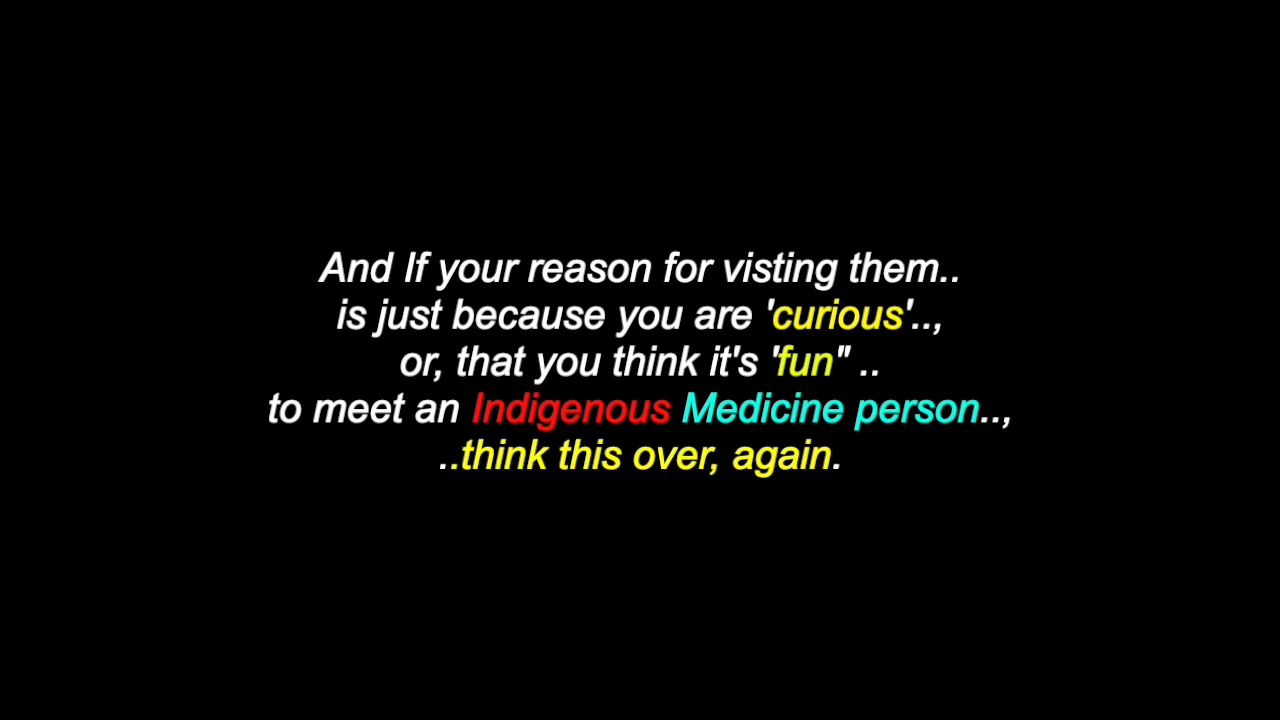 And If your reason for visting them..
is just because you are 'curious'..,
or, that you think it's 'fun" ..
to meet an Indigenous Medicine person..,
..think this over, again.